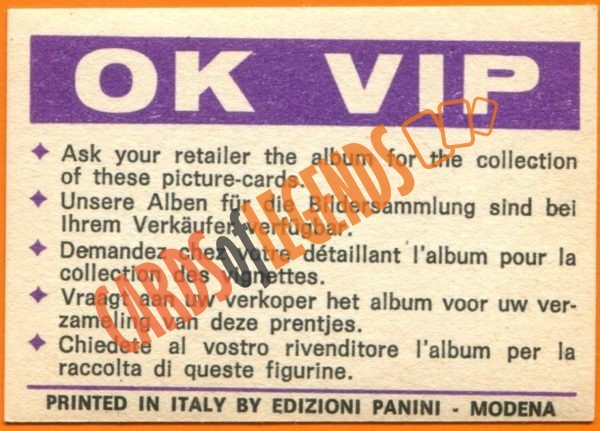 OK VIP
Ask your retailer the album for the collection
of these picture-cards.
Unsere Alben für die Bildersammlung sind bei
Ihrem Verkäufer verfügbar.
Demandez chez votre détaillant l'album pour la
collection des vignettes.
Vraagt aan uw verkoper het album voor uw ver-
zameling van deze prentjes.
Chiedete al vostro rivenditore l'album per la
raccolta di queste figurine.
PRINTED IN ITALY BY EDIZIONI PANINI - MODENA
CARDS of LEGENDS